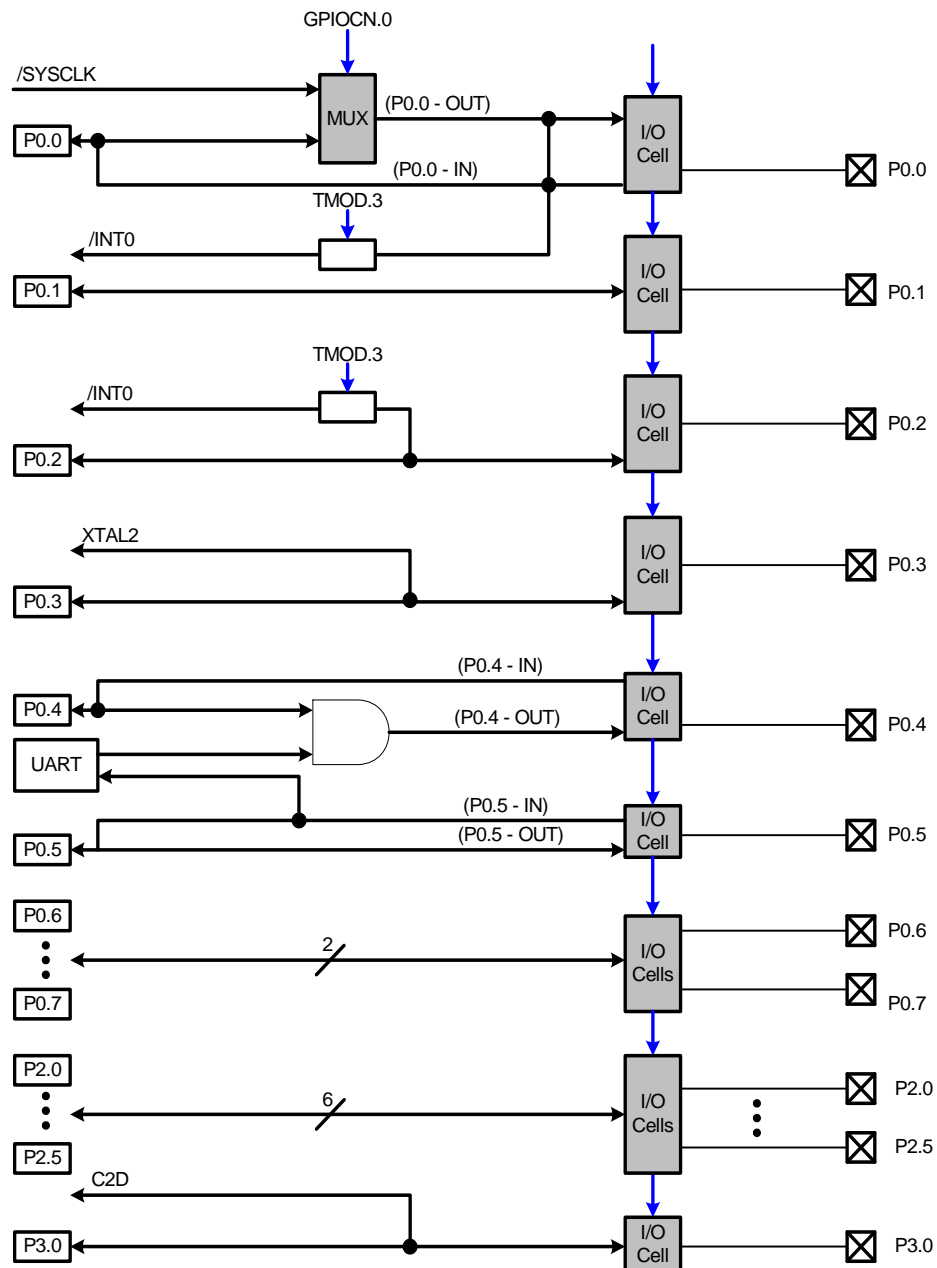 GPIOCN.0
/SYSCLK
MUX
(P0.0 - OUT)
I/O
Cell
P0.0
(P0.0 - IN)
P0.0
TMOD.3
/INT0
P0.1
I/O
Cell
P0.1
TMOD.3
/INT0
I/O
Cell
P0.2
P0.2
XTAL2
I/O
Cell
P0.3
P0.3
(P0.4 - IN)
P0.4
(P0.4 - OUT)
I/O
Cell
P0.4
UART
(P0.5 - IN)
(P0.5 - OUT)
P0.5
I/O
Cell
P0.5
P0.6
P0.7
2
I/O
Cells
P0.6
P0.7
P2.0
P2.5
6
I/O
Cells
P2.0
P2.5
C2D
P3.0
I/O
Cell
P3.0